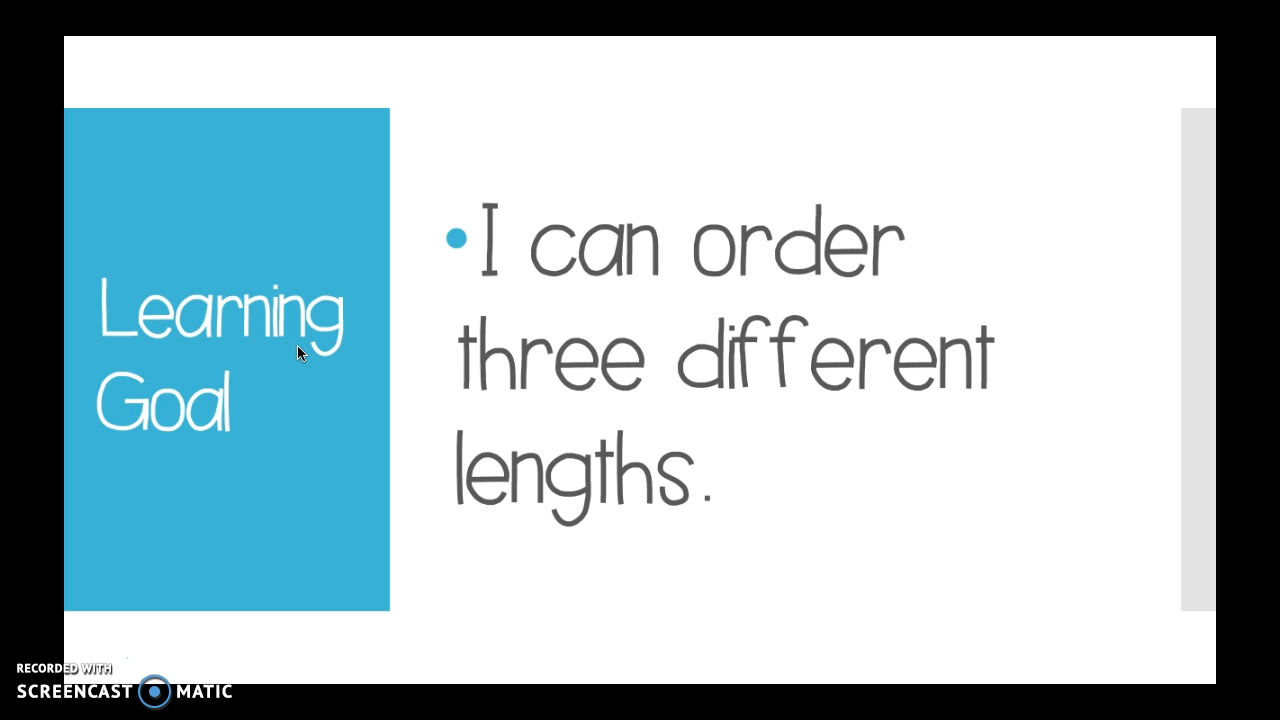 Learning
Goal
• I can order
three different
lengths.
RECORDED WITH
SCREENCAST MATIC